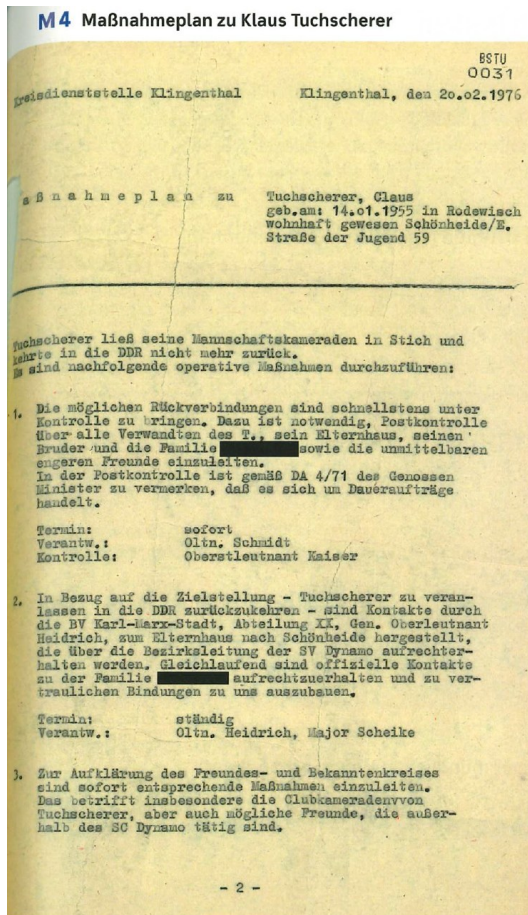 M4 Maßnahmeplan zu Klaus Tuchscherer
BSTU
0031
Kreisdienststelle Klingenthal Klingenthal, den 20.02.1976
aßnahmeplan zu Tuchscherer, Claus
geb.am: 14.o1.1955 in Rodewisch
wohnhaft gewesen Schönheide/E.
Straße der Jugend 59
Tuchscherer ließ seine Mannschaftskameraden in Stich und
kehrte in die DDR nicht mehr zurück.
Es sind nachfolgende operative Maßnahmen durchzuführen:
1. Die möglichen Rückverbindungen sind schnellstens unter
Kontrolle zu bringen. Dazu ist notwendig, Postkontrolle
über alle Verwandten des T., sein Elternhaus, seinen
Bruder und die Familie sowie die unmittelbaren
engeren Freunde einzuleiten.
In der Postkontrolle ist gemäß DA 4/71 des Genossen
Minister zu vermerken, daß es sich um Daueraufträge
handelt.
Termin: sofort
Verantw.: Oltn. Schmidt
Kontrolle: Oberstleutnant Kaiser
2. In Bezug auf die Zielstellung - Tuchscherer zu veran-
lassen in die DDR zurückzukehren - sind Kontakte durch
die BV Karl-Marx-Stadt, Abteilung XX, Gen. Oberleutnant
Heidrich, zum Elternhaus nach Schönheide hergestellt,
die über die Bezirksleitung der SV Dynamo aufrechter-
halten werden. Gleichlaufend sind offizielle Kontakte
zu der Familie aufrechtzuerhalten und zu ver-
traulichen Bindungen zu uns auszubauen.
Termin: ständig
Verantw.: Oltn. Heidrich, Major Scheike
3. Zur Aufklärung des Freundes- und Bekanntenkreises
sind sofort entsprechende Maßnahmen einzuleiten.
Das betrifft insbesondere die Clubkameradenvvon
Tuchscherer, aber auch mögliche Freunde, die außer-
halb des SC Dynamo tätig sind.
- 2 -